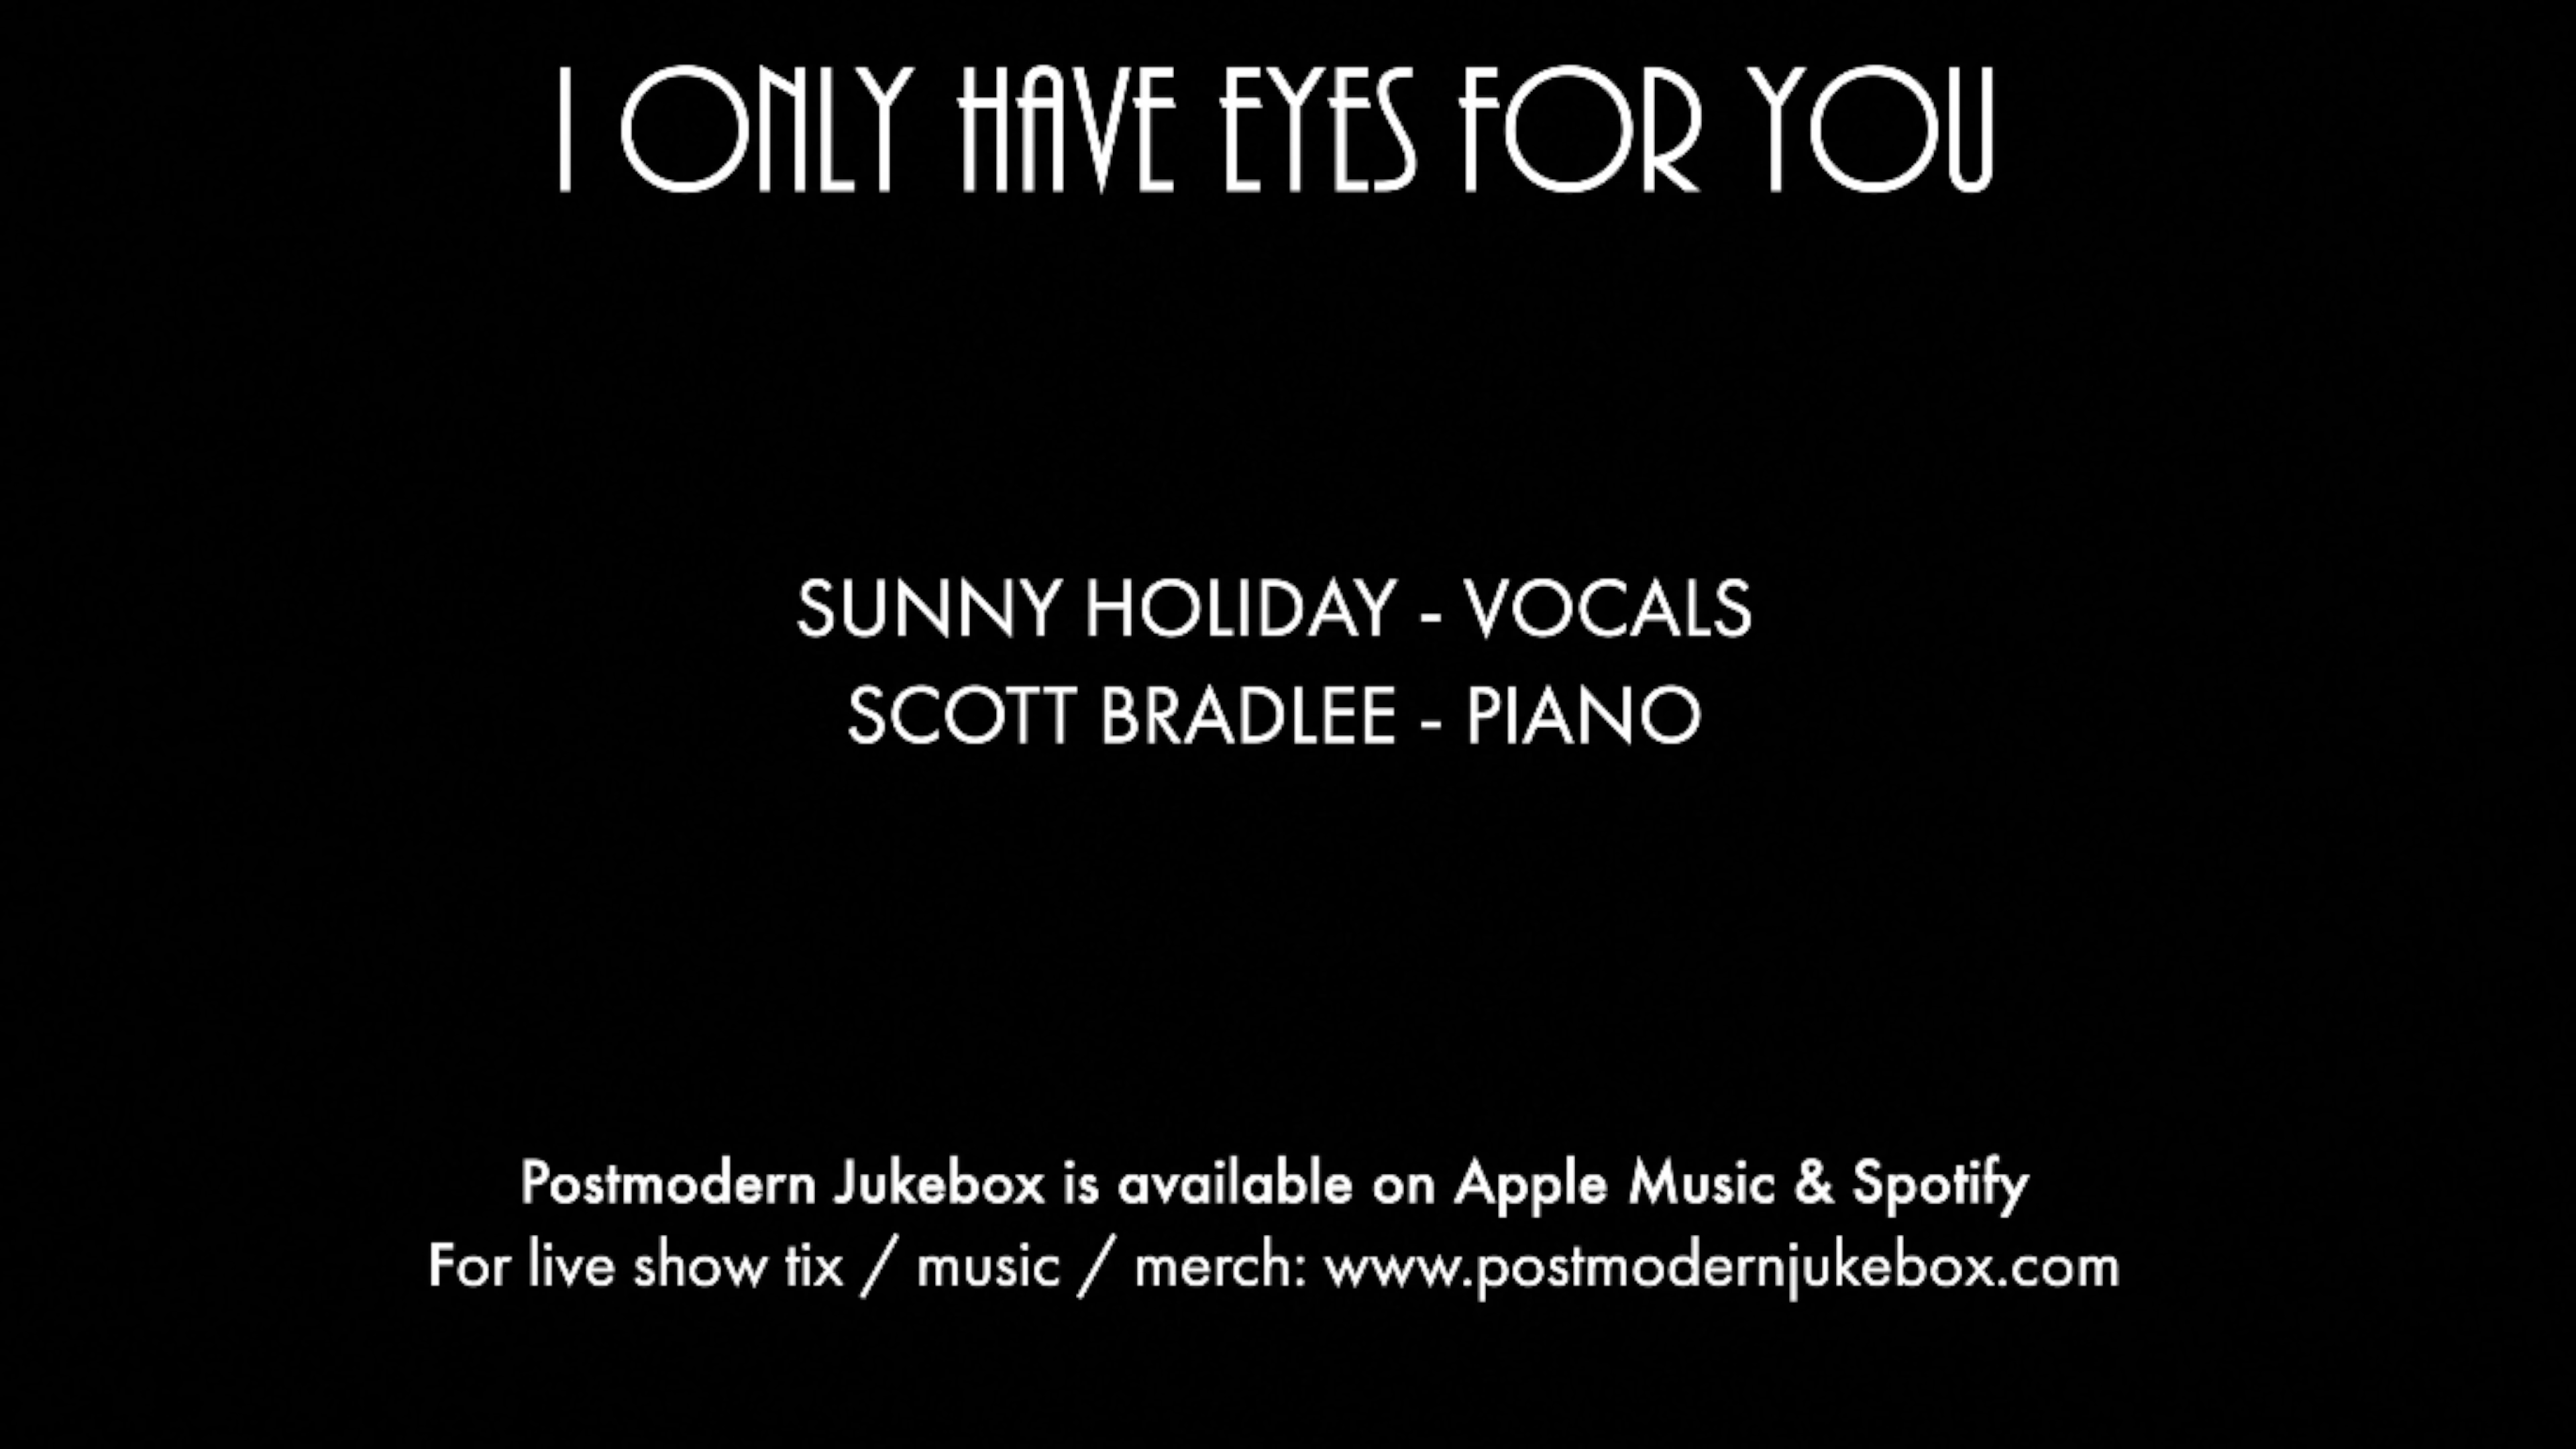 I ONLY HAVE EYES FOR YOU
SUNNY HOLIDAY - VOCALS
SCOTT BRADLEE - PIANO
Postmodern Jukebox is available on Apple Music & Spotify
For live show tix / music / merch: www.postmodernjukebox.com